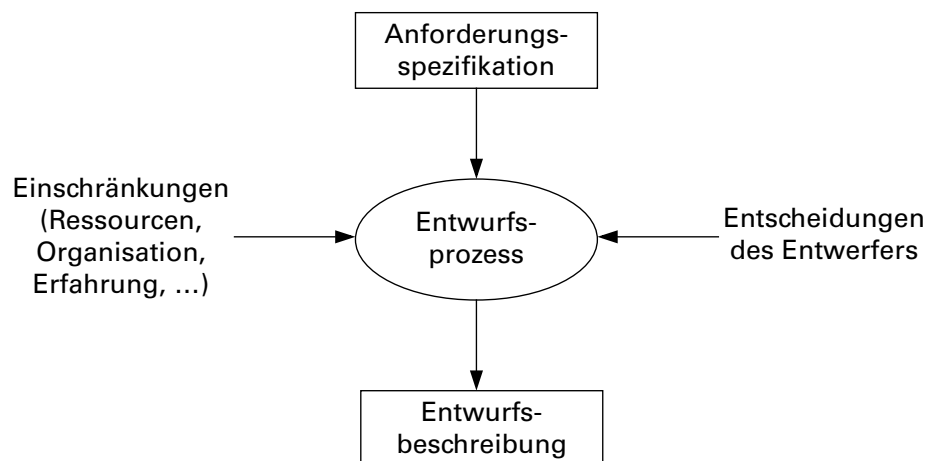 Anforderungs-
spezifikation
Einschränkungen
(Ressourcen,
Organisation,
Erfahrung, …)
Entwurfs-
prozess
Entscheidungen
des Entwerfers
Entwurfs-
beschreibung